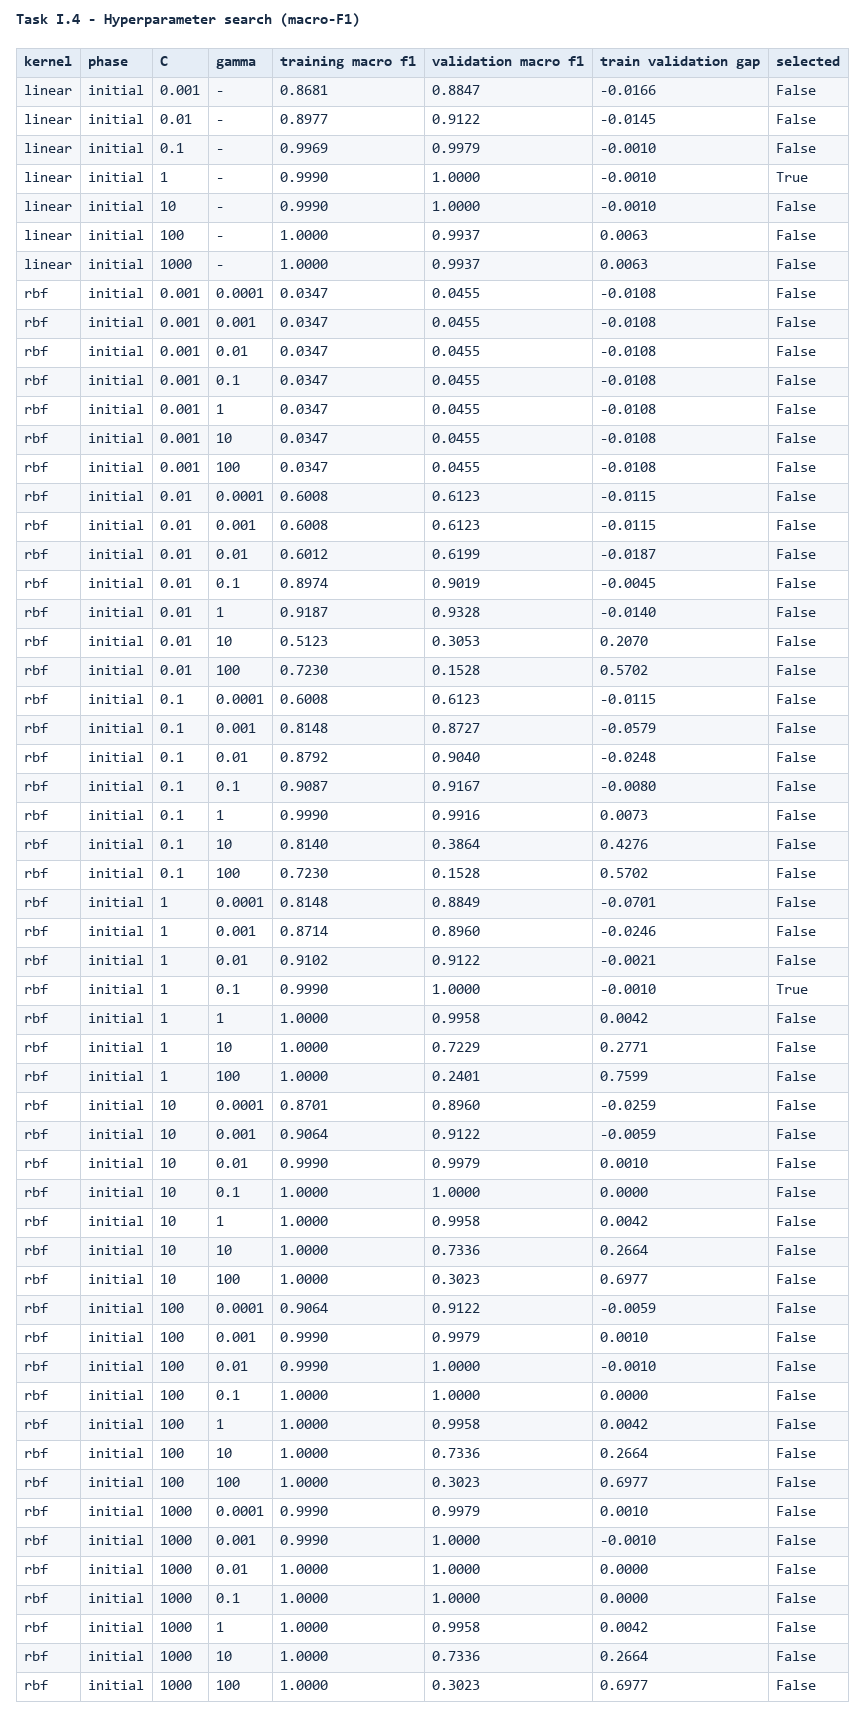 Task I.4 - Hyperparameter search (macro-F1)
kernel phase C gamma training macro f1 validation macro f1 train validation gap selected
linear initial 0.001 - 0.8681 0.8847 -0.0166 False
linear initial 0.01 - 0.8977 0.9122 -0.0145 False
linear initial 0.1 - 0.9969 0.9979 -0.0010 False
linear initial 1 - 0.9990 1.0000 -0.0010 True
linear initial 10 - 0.9990 1.0000 -0.0010 False
linear initial 100 - 1.0000 0.9937 0.0063 False
linear initial 1000 - 1.0000 0.9937 0.0063 False
rbf initial 0.001 0.0001 0.0347 0.0455 -0.0108 False
rbf initial 0.001 0.001 0.0347 0.0455 -0.0108 False
rbf initial 0.001 0.01 0.0347 0.0455 -0.0108 False
rbf initial 0.001 0.1 0.0347 0.0455 -0.0108 False
rbf initial 0.001 1 0.0347 0.0455 -0.0108 False
rbf initial 0.001 10 0.0347 0.0455 -0.0108 False
rbf initial 0.001 100 0.0347 0.0455 -0.0108 False
rbf initial 0.01 0.0001 0.6008 0.6123 -0.0115 False
rbf initial 0.01 0.001 0.6008 0.6123 -0.0115 False
rbf initial 0.01 0.01 0.6012 0.6199 -0.0187 False
rbf initial 0.01 0.1 0.8974 0.9019 -0.0045 False
rbf initial 0.01 1 0.9187 0.9328 -0.0140 False
rbf initial 0.01 10 0.5123 0.3053 0.2070 False
rbf initial 0.01 100 0.7230 0.1528 0.5702 False
rbf initial 0.1 0.0001 0.6008 0.6123 -0.0115 False
rbf initial 0.1 0.001 0.8148 0.8727 -0.0579 False
rbf initial 0.1 0.01 0.8792 0.9040 -0.0248 False
rbf initial 0.1 0.1 0.9087 0.9167 -0.0080 False
rbf initial 0.1 1 0.9990 0.9916 0.0073 False
rbf initial 0.1 10 0.8140 0.3864 0.4276 False
rbf initial 0.1 100 0.7230 0.1528 0.5702 False
rbf initial 1 0.0001 0.8148 0.8849 -0.0701 False
rbf initial 1 0.001 0.8714 0.8960 -0.0246 False
rbf initial 1 0.01 0.9102 0.9122 -0.0021 False
rbf initial 1 0.1 0.9990 1.0000 -0.0010 True
rbf initial 1 1 1.0000 0.9958 0.0042 False
rbf initial 1 10 1.0000 0.7229 0.2771 False
rbf initial 1 100 1.0000 0.2401 0.7599 False
rbf initial 10 0.0001 0.8701 0.8960 -0.0259 False
rbf initial 10 0.001 0.9064 0.9122 -0.0059 False
rbf initial 10 0.01 0.9990 0.9979 0.0010 False
rbf initial 10 0.1 1.0000 1.0000 0.0000 False
rbf initial 10 1 1.0000 0.9958 0.0042 False
rbf initial 10 10 1.0000 0.7336 0.2664 False
rbf initial 10 100 1.0000 0.3023 0.6977 False
rbf initial 100 0.0001 0.9064 0.9122 -0.0059 False
rbf initial 100 0.001 0.9990 0.9979 0.0010 False
rbf initial 100 0.01 0.9990 1.0000 -0.0010 False
rbf initial 100 0.1 1.0000 1.0000 0.0000 False
rbf initial 100 1 1.0000 0.9958 0.0042 False
rbf initial 100 10 1.0000 0.7336 0.2664 False
rbf initial 100 100 1.0000 0.3023 0.6977 False
rbf initial 1000 0.0001 0.9990 0.9979 0.0010 False
rbf initial 1000 0.001 0.9990 1.0000 -0.0010 False
rbf initial 1000 0.01 1.0000 1.0000 0.0000 False
rbf initial 1000 0.1 1.0000 1.0000 0.0000 False
rbf initial 1000 1 1.0000 0.9958 0.0042 False
rbf initial 1000 10 1.0000 0.7336 0.2664 False
rbf initial 1000 100 1.0000 0.3023 0.6977 False